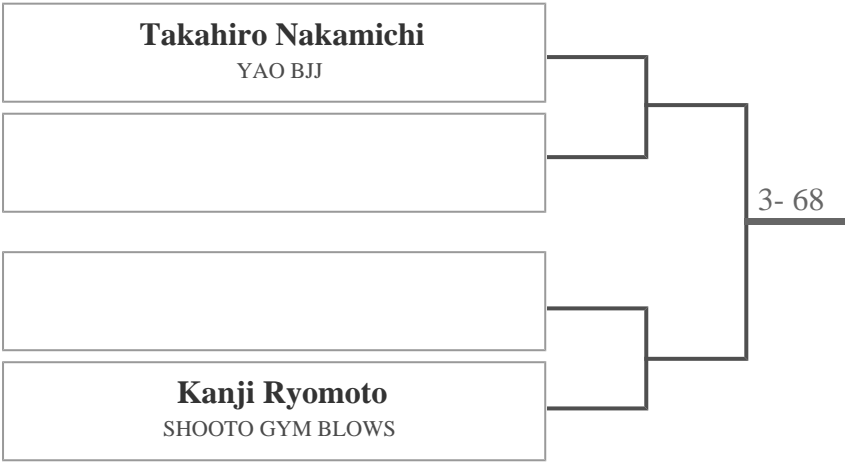 Takahiro Nakamichi
YAO BJJ
3- 68
Kanji Ryomoto
SHOOTO GYM BLOWS